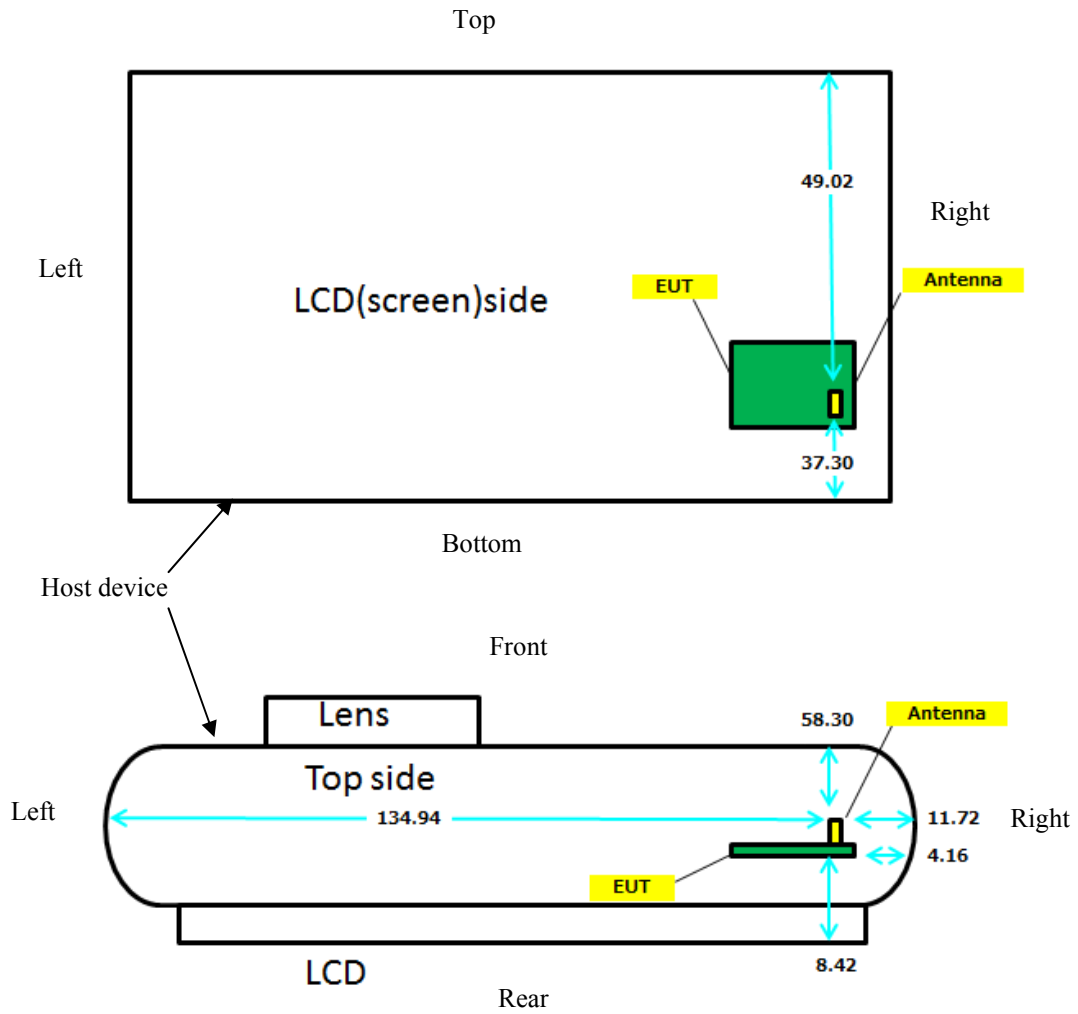 Top
49.02
Right
Left
EUT
Antenna
LCD(screen)side
37.30
Bottom
Host device
Front
Lens
58.30
Antenna
Top side
Left
134.94
11.72
Right
4.16
EUT
8.42
LCD
Rear